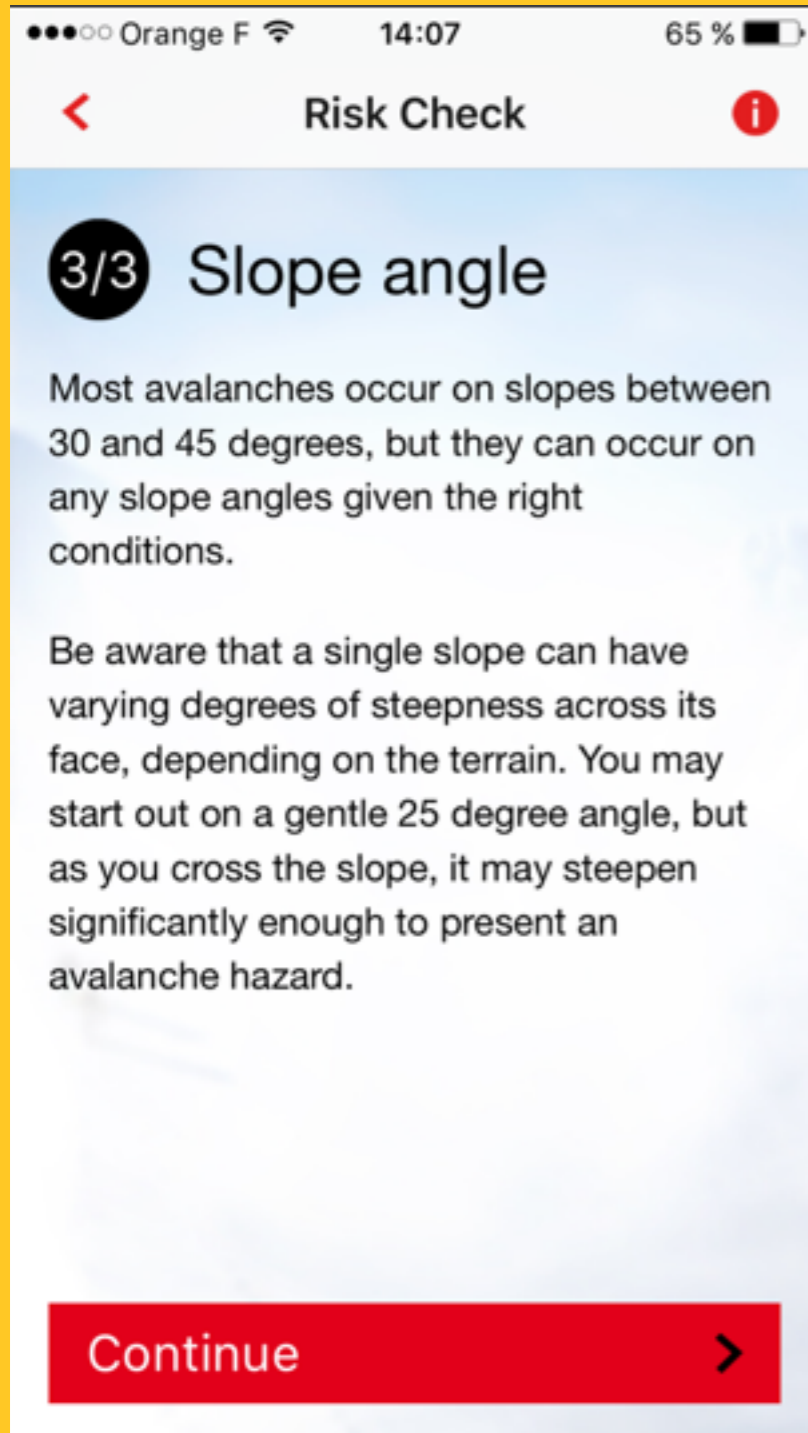 Orange F 14:07 65 %
Risk Check
3/3 Slope angle
Most avalanches occur on slopes between
30 and 45 degrees, but they can occur on
any slope angles given the right
conditions.
Be aware that a single slope can have
varying degrees of steepness across its
face, depending on the terrain. You may
start out on a gentle 25 degree angle, but
as you cross the slope, it may steepen
significantly enough to present an
avalanche hazard.
Continue